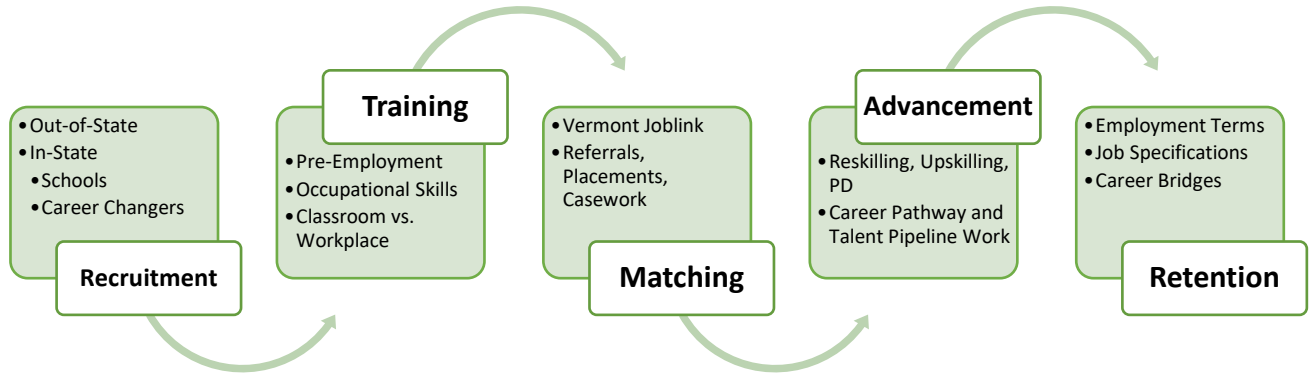 •Out-of-State
•In-State
•Schools
•Career Changers
Recruitment
Training
•Pre-Employment
•Occupational Skills
•Classroom vs.
Workplace
•Vermont Joblink
•Referrals,
Placements,
Casework
Matching
Advancement
•Reskilling, Upskilling,
PD
•Career Pathway and
Talent Pipeline Work
•Employment Terms
•Job Specifications
•Career Bridges
Retention